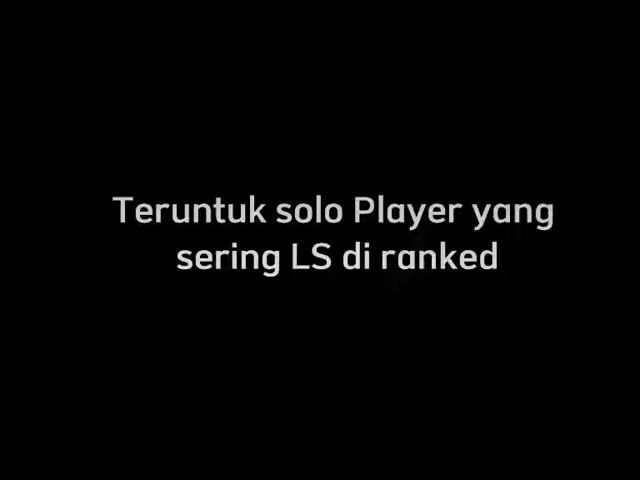 Teruntuk solo Player yang
sering LS di ranked